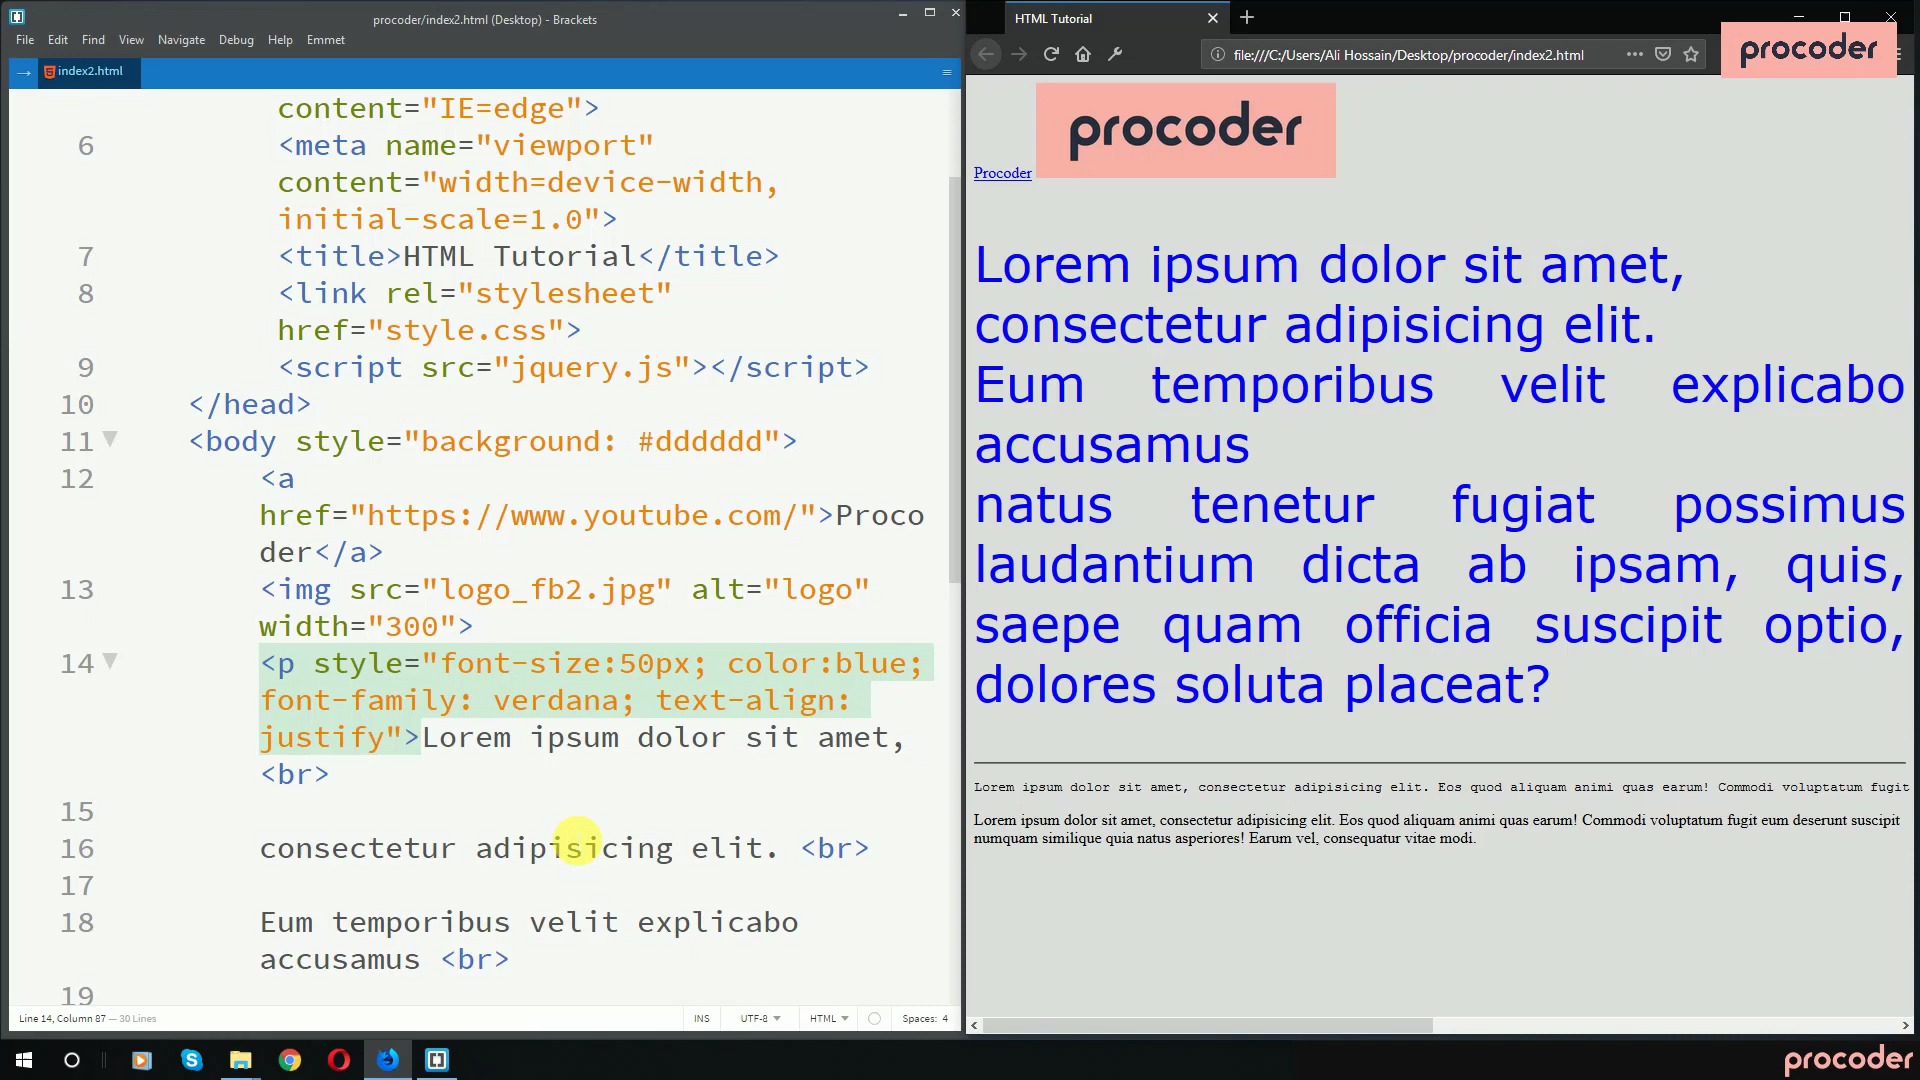 procoder/index2.html (Desktop) - Brackets
File Edit Find View Navigate Debug Help Emmet
index2.html
content="IE=edge">
6 <meta name="viewport"
content="width=device-width,
initial-scale=1.0">
7 <title>HTML Tutorial</title>
8 <link rel="stylesheet"
href="style.css">
9 <script src="jquery.js"></script>
10 </head>
11 <body style="background: #dddddd">
12 <a
href="https://www.youtube.com/">Proco
der</a>
13 <img src="logo_fb2.jpg" alt="logo"
width="300">
14 <p style="font-size:50px; color:blue;
font-family: verdana; text-align:
justify">Lorem ipsum dolor sit amet,
<br>
15
16 consectetur adipisicing elit. <br>
17
18 Eum temporibus velit explicabo
accusamus <br>
19
Line 14, Column 87 — 30 Lines
INS UTF-8 HTML Spaces: 4
HTML Tutorial
file:///C:/Users/Ali Hossain/Desktop/procoder/index2.html
procoder
procoder
Procoder
Lorem ipsum dolor sit amet,
consectetur adipisicing elit.
Eum temporibus velit explicabo
accusamus
natus tenetur fugiat possimus
laudantium dicta ab ipsam, quis,
saepe quam officia suscipit optio,
dolores soluta placeat?
Lorem ipsum dolor sit amet, consectetur adipisicing elit. Eos quod aliquam animi quas earum! Commodi voluptatum fugit
Lorem ipsum dolor sit amet, consectetur adipisicing elit. Eos quod aliquam animi quas earum! Commodi voluptatum fugit eum deserunt suscipit
numquam similique quia natus asperiores! Earum vel, consequatur vitae modi.
procoder